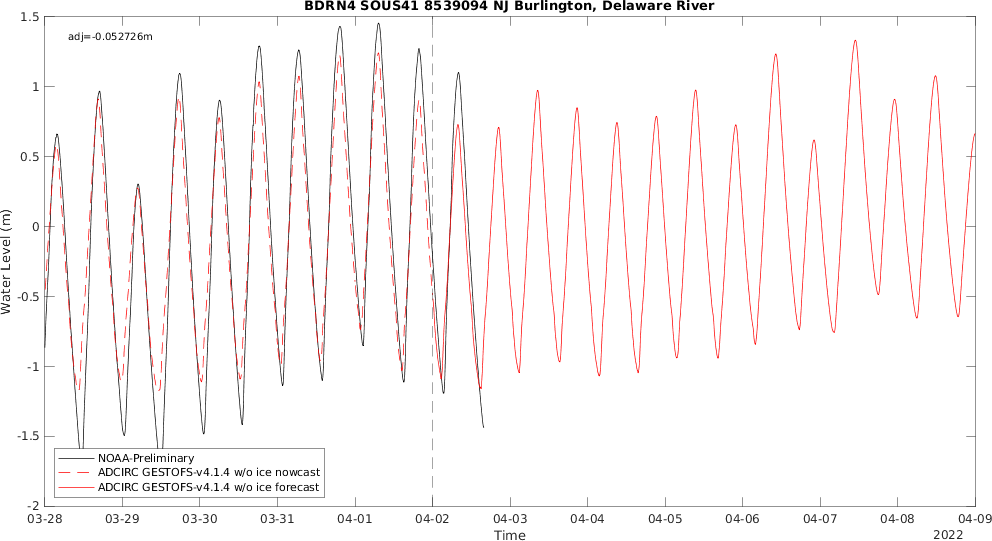 BDRN4 SOUS41 8539094 NJ Burlington, Delaware River
adj=-0.052726m
1.5
1
0.5
0
-0.5
-1
-1.5
-2
Water Level (m)
NOAA-Preliminary
ADCIRC GESTOFS-v4.1.4 w/o ice nowcast
ADCIRC GESTOFS-v4.1.4 w/o ice forecast
03-28 03-29 03-30 03-31 04-01 04-02 04-03 04-04 04-05 04-06 04-07 04-08 04-09
Time
2022